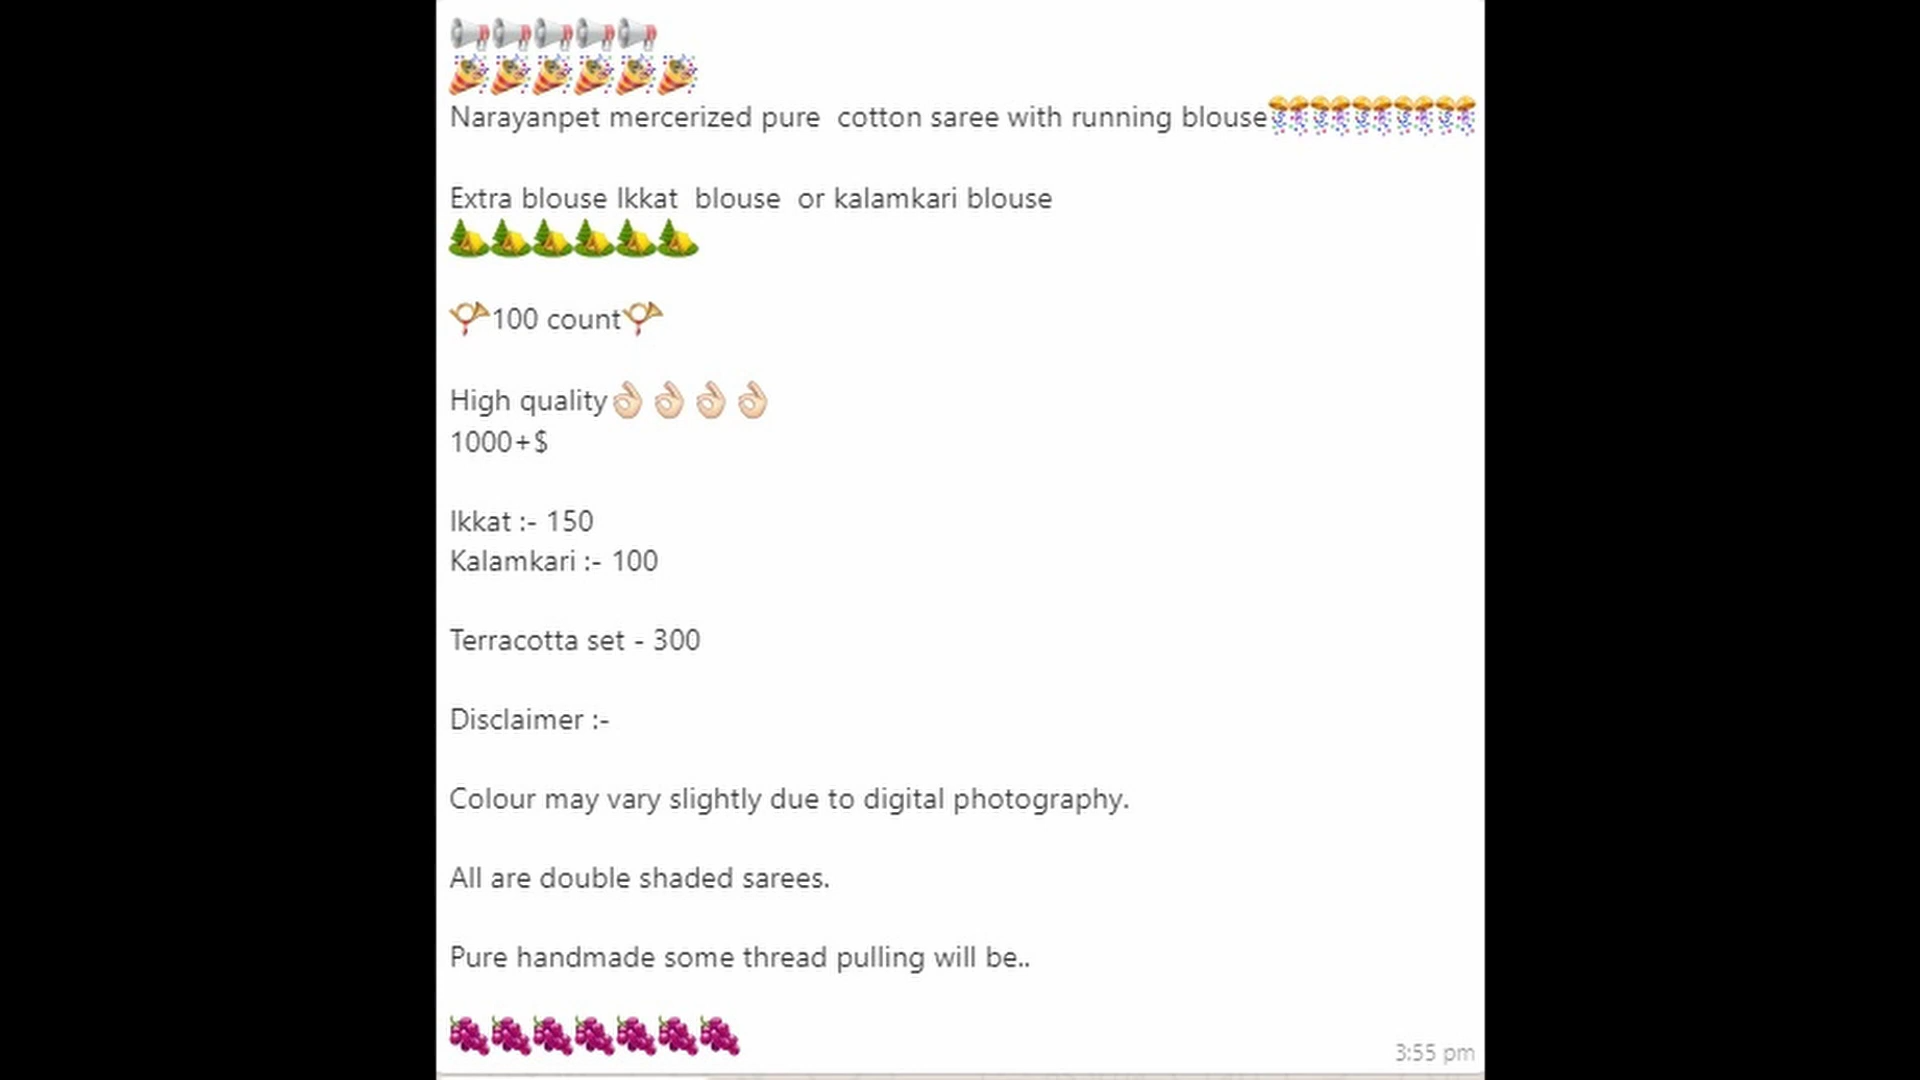 Narayanpet mercerized pure  cotton saree with running blouse
Extra blouse Ikkat  blouse  or kalamkari blouse
100 count
High quality👌🏻👌🏻👌🏻👌🏻
1000+$
Ikkat :- 150
Kalamkari :- 100
Terracotta set - 300
Disclaimer :-
Colour may vary slightly due to digital photography.
All are double shaded sarees.
Pure handmade some thread pulling will be..
3:55 pm